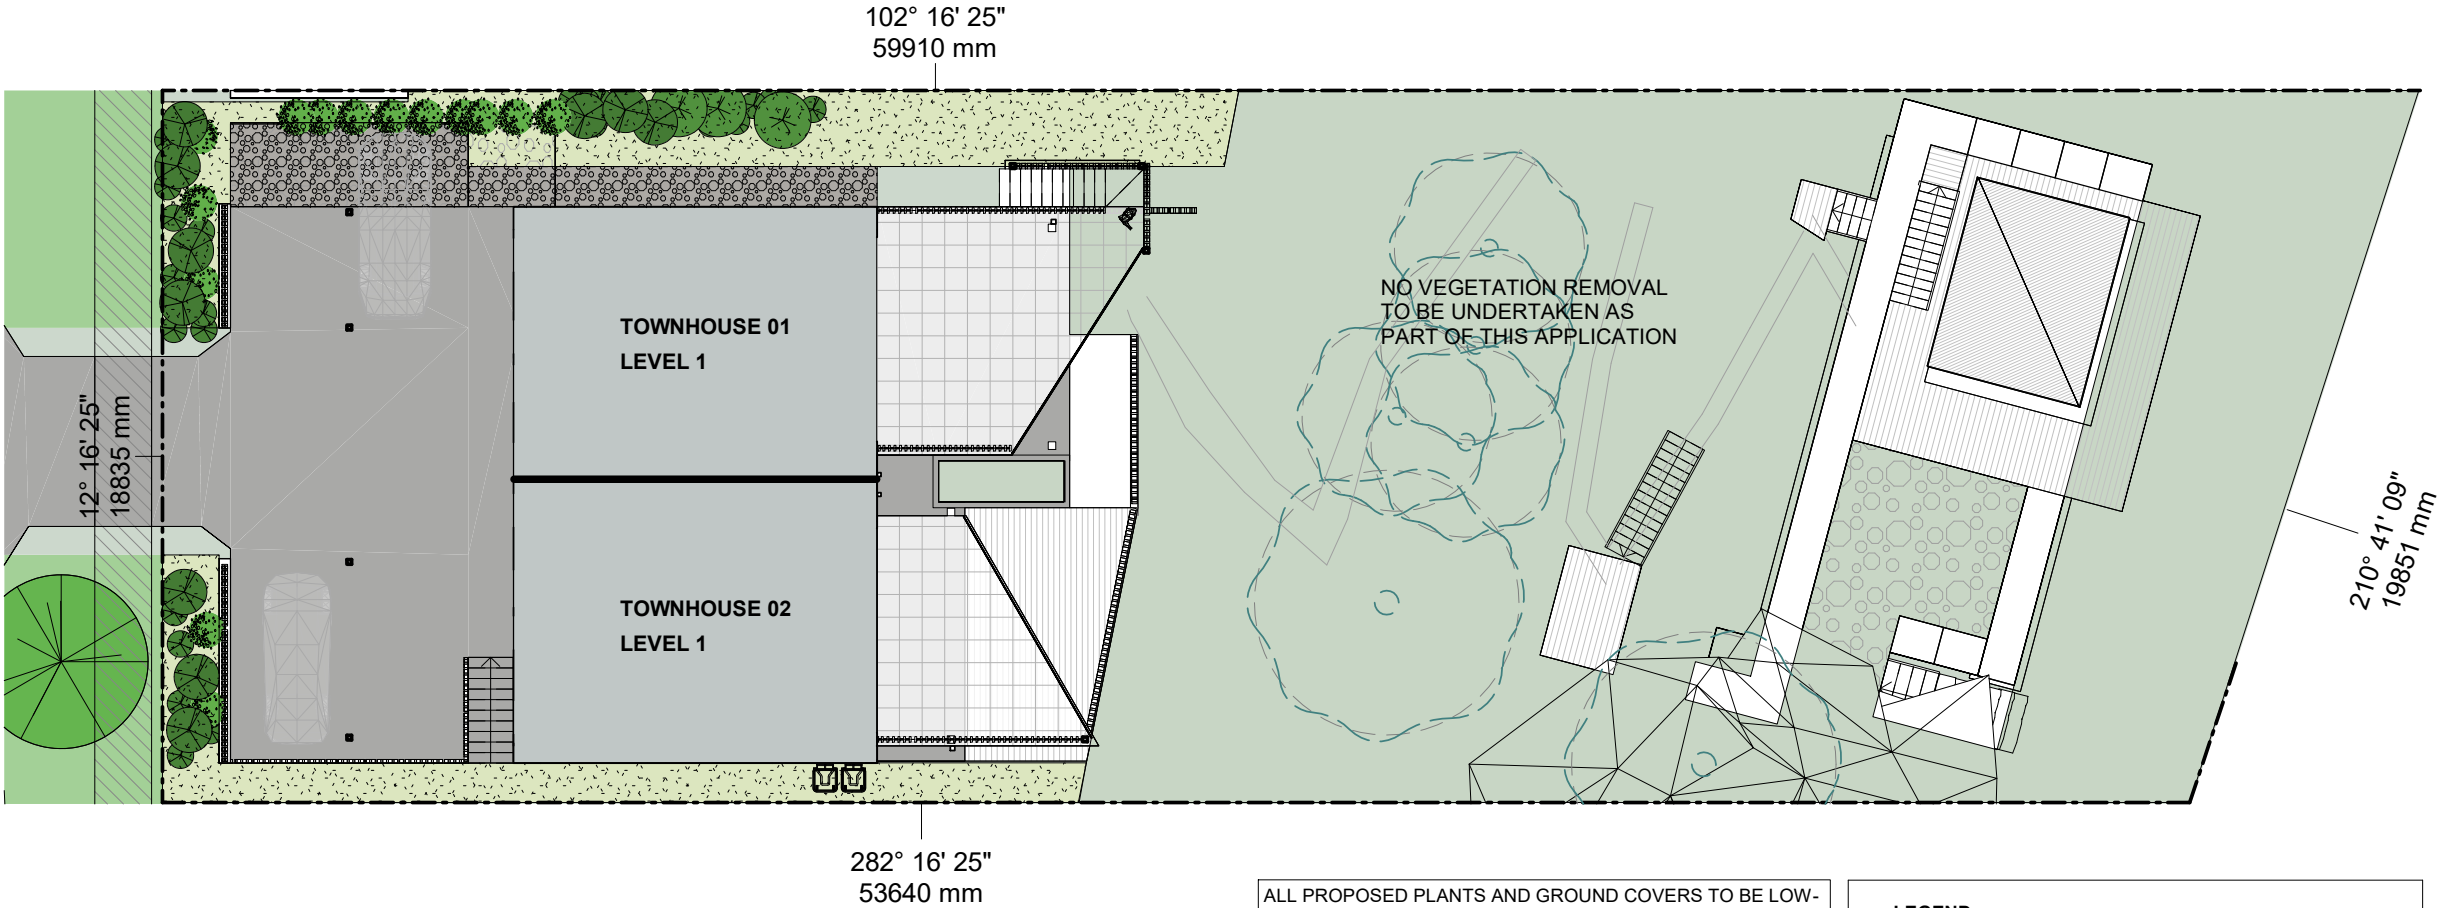 102° 16' 25"
59910 mm
NO VEGETATION REMOVAL
TO BE UNDERTAKEN AS
PART OF THIS APPLICATION
TOWNHOUSE 01
LEVEL 1
12° 16' 25"
18835 mm
210° 41' 09"
19851 mm
TOWNHOUSE 02
LEVEL 1
282° 16' 25"
53640 mm
ALL PROPOSED PLANTS AND GROUND COVERS TO BE LOW-
LEGEND